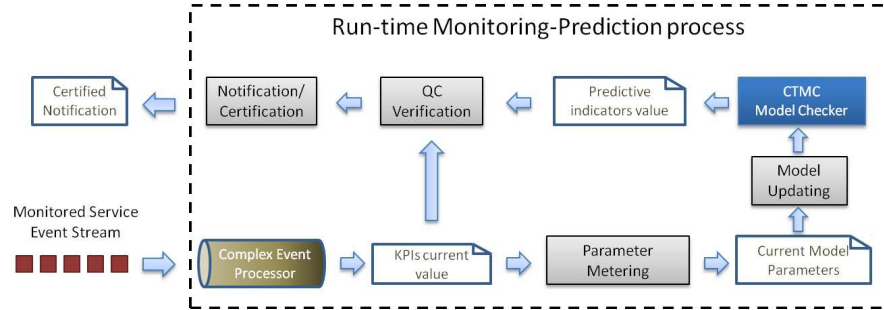 Run-time Monitoring-Prediction process
Certified
Notification
Notification/
Certification
QC
Verification
Predictive
indicators value
CTMC
Model Checker
Model
Updating
Monitored Service
Event Stream
Complex Event
Processor
KPIs current
value
Parameter
Metering
Current Model
Parameters